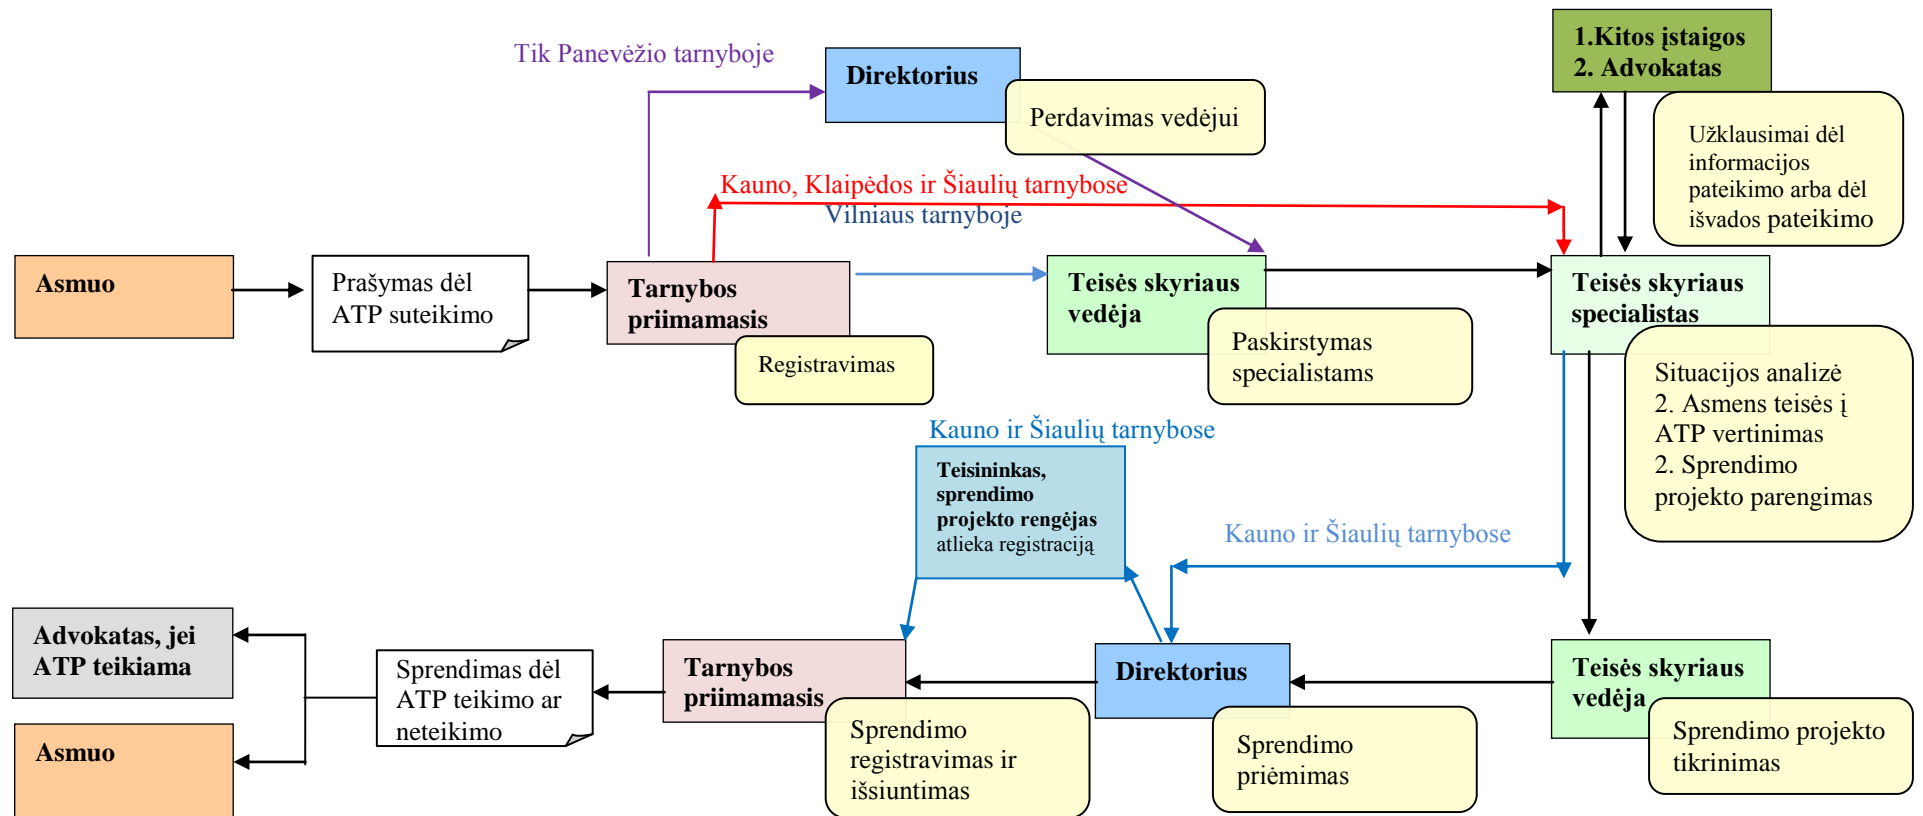 Tik Panevėžio tarnyboje
Direktorius
Perdavimas vedėjui
1.Kitos įstaigos
2. Advokatas
Užklausimai dėl
informacijos
pateikimo arba dėl
išvados pateikimo
Kauno, Klaipėdos ir Šiaulių tarnybose
Vilniaus tarnyboje
Asmuo
Prašymas dėl
ATP suteikimo
Tarnybos
priimamasis
Registravimas
Teisės skyriaus
vedėja
Paskirstymas
specialistams
Teisės skyriaus
specialistas
Situacijos analizė
2. Asmens teisės į
ATP vertinimas
2. Sprendimo
projekto parengimas
Kauno ir Šiaulių tarnybose
Teisininkas,
sprendimo
projekto rengėjas
atlieka registraciją
Kauno ir Šiaulių tarnybose
Advokatas, jei
ATP teikiama
Asmuo
Sprendimas dėl
ATP teikimo ar
neteikimo
Tarnybos
priimamasis
Sprendimo
registravimas ir
išsiuntimas
Direktorius
Sprendimo
priėmimas
Teisės skyriaus
vedėja
Sprendimo projekto
tikrinimas